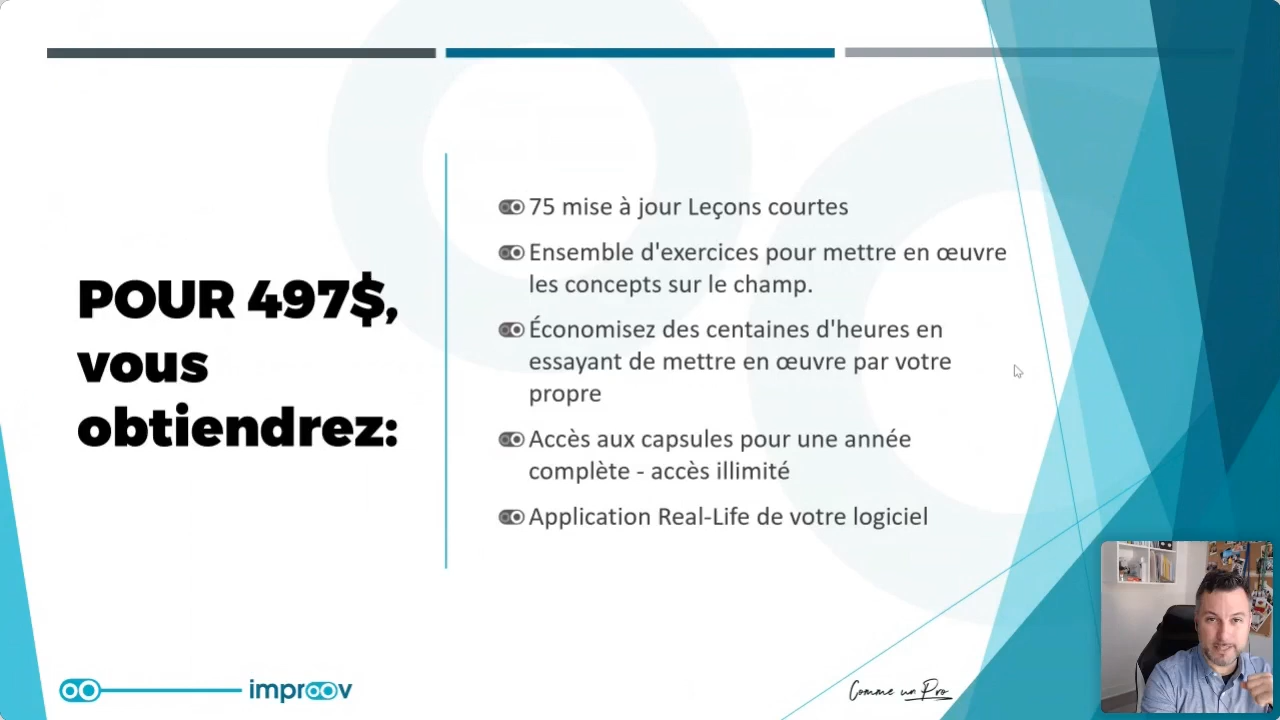 POUR 497$,
vous
obtiendrez:
75 mise à jour Leçons courtes
Ensemble d'exercices pour mettre en œuvre
les concepts sur le champ.
Économisez des centaines d'heures en
essayant de mettre en œuvre par votre
propre
Accès aux capsules pour une année
complète - accès illimité
Application Real-Life de votre logiciel
improov
Comme un Pro